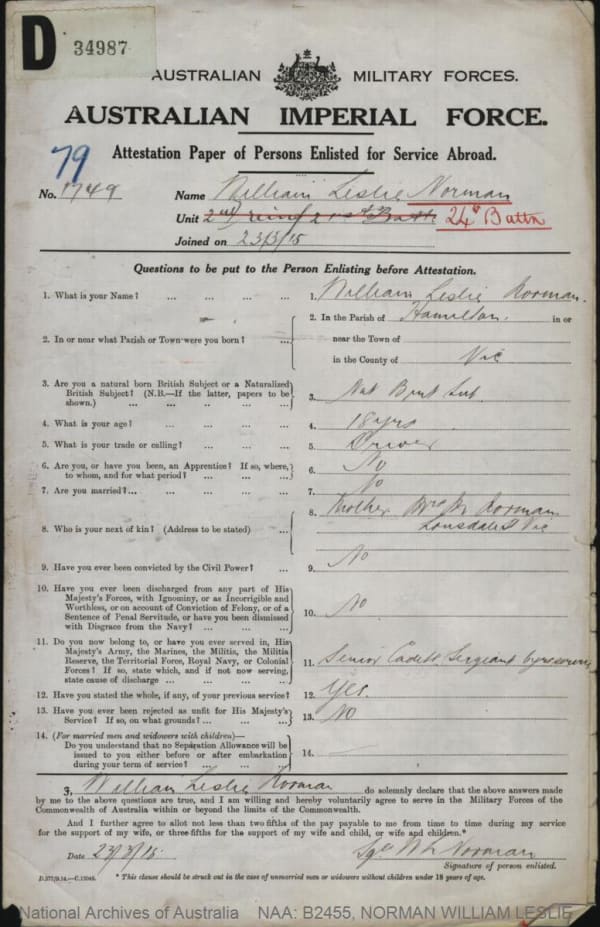 D 34987
AUSTRALIAN MILITARY FORCES.
AUSTRALIAN IMPERIAL FORCE.
Attestation Paper of Persons Enlisted for Service Abroad.
79
No. 1749 Name William Leslie Norman
Unit 2nd reinf 21st Battn 24th Battn
Joined on 23/3/15
Questions to be put to the Person Enlisting before Attestation.
1. What is your Name? ... ... ... ... 1. William Leslie Norman.
2. In or near what Parish or Town were you born? ... 2. In the Parish of Hamilton. in or
near the Town of
in the County of Vic
3. Are you a natural born British Subject or a Naturalized
British Subject? (N.B.—If the latter, papers to be
shown.) ... ... ... ... ... 3. Nat Brit Sub.
4. What is your age? ... ... ... ... 4. 18 yrs
5. What is your trade or calling? ... ... ... 5. Driver
6. Are you, or have you been, an Apprentice? If so, where,
to whom, and for what period? ... ... ... 6. No
7. Are you married?... ... ... ... ... 7. No
8. Who is your next of kin? (Address to be stated) ... 8. Mother Mrs M Norman
Lonsdale St Vic
9. Have you ever been convicted by the Civil Power? ... 9. No
10. Have you ever been discharged from any part of His
Majesty's Forces, with Ignominy, or as Incorrigible and
Worthless, or on account of Conviction of Felony, or of a
Sentence of Penal Servitude, or have you been dismissed
with Disgrace from the Navy? ... ... ... 10. No
11. Do you now belong to, or have you ever served in, His
Majesty's Army, the Marines, the Militia, the Militia
Reserve, the Territorial Force, Royal Navy, or Colonial
Forces? If so, state which, and if not now serving,
state cause of discharge ... ... ... ... 11. Senior Cadets Sergeant
12. Have you stated the whole, if any, of your previous service? 12. Yes.
13. Have you ever been rejected as unfit for His Majesty's
Service? If so, on what grounds? ... ... ... 13. No
14. (For married men and widowers with children)—
Do you understand that no Separation Allowance will be
issued to you either before or after embarkation
during your term of service? ... ... ... 14. —
I, William Leslie Norman do solemnly declare that the above answers made
by me to the above questions are true, and I am willing and hereby voluntarily agree to serve in the Military Forces of the
Commonwealth of Australia within or beyond the limits of the Commonwealth.
And I further agree to allot not less than two-fifths of the pay payable to me from time to time during my service
for the support of my wife, or three-fifths for the support of my wife and child, or wife and children.*
Date 23/3/15. Sgd W L Norman
Signature of person enlisted.
D.377/9.14.—C.12045. * This clause should be struck out in the case of unmarried men or widowers without children under 18 years of age.
National Archives of Australia NAA: B2455, NORMAN WILLIAM LESLIE